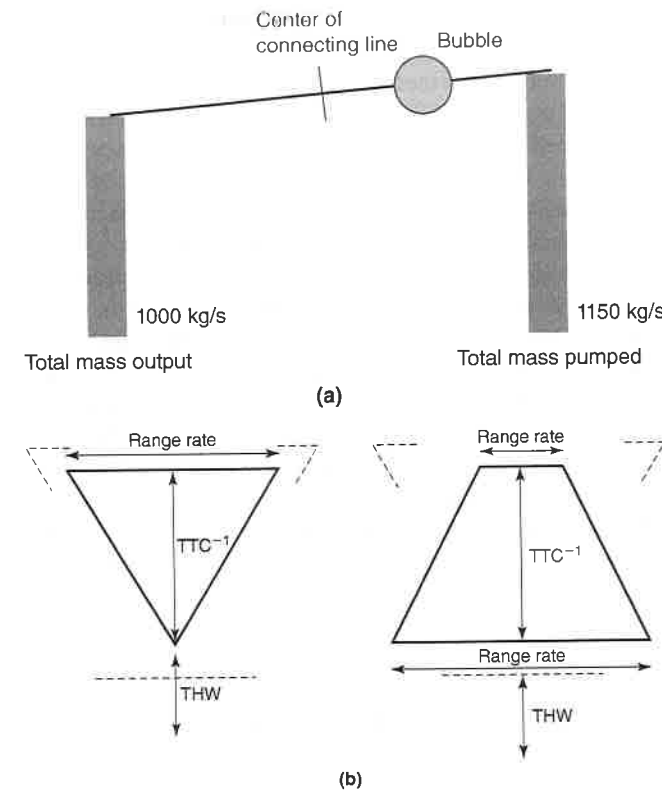 Center of
connecting line
Bubble
1000 kg/s
1150 kg/s
Total mass output
Total mass pumped
(a)
Range rate
Range rate
TTC⁻¹
TTC⁻¹
Range rate
THW
THW
(b)